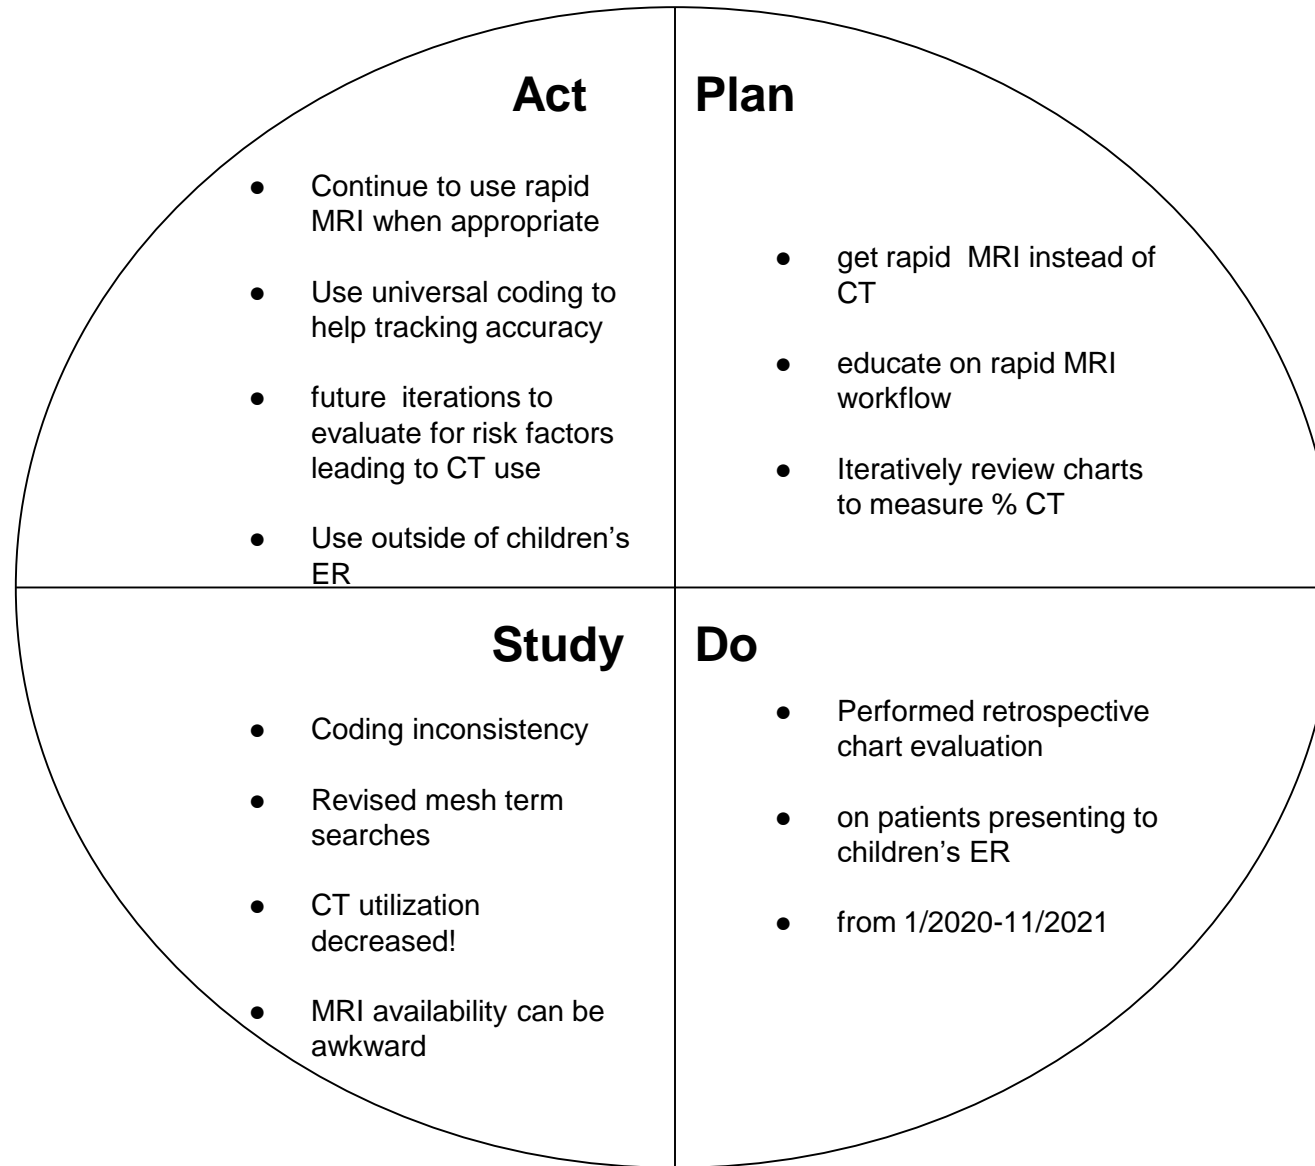 Act
● Continue to use rapid
MRI when appropriate
● Use universal coding to
help tracking accuracy
● future  iterations to
evaluate for risk factors
leading to CT use
● Use outside of children's
ER
Plan
● get rapid  MRI instead of
CT
● educate on rapid MRI
workflow
● Iteratively review charts
to measure % CT
Study
● Coding inconsistency
● Revised mesh term
searches
● CT utilization
decreased!
● MRI availability can be
awkward
Do
● Performed retrospective
chart evaluation
● on patients presenting to
children's ER
● from 1/2020-11/2021